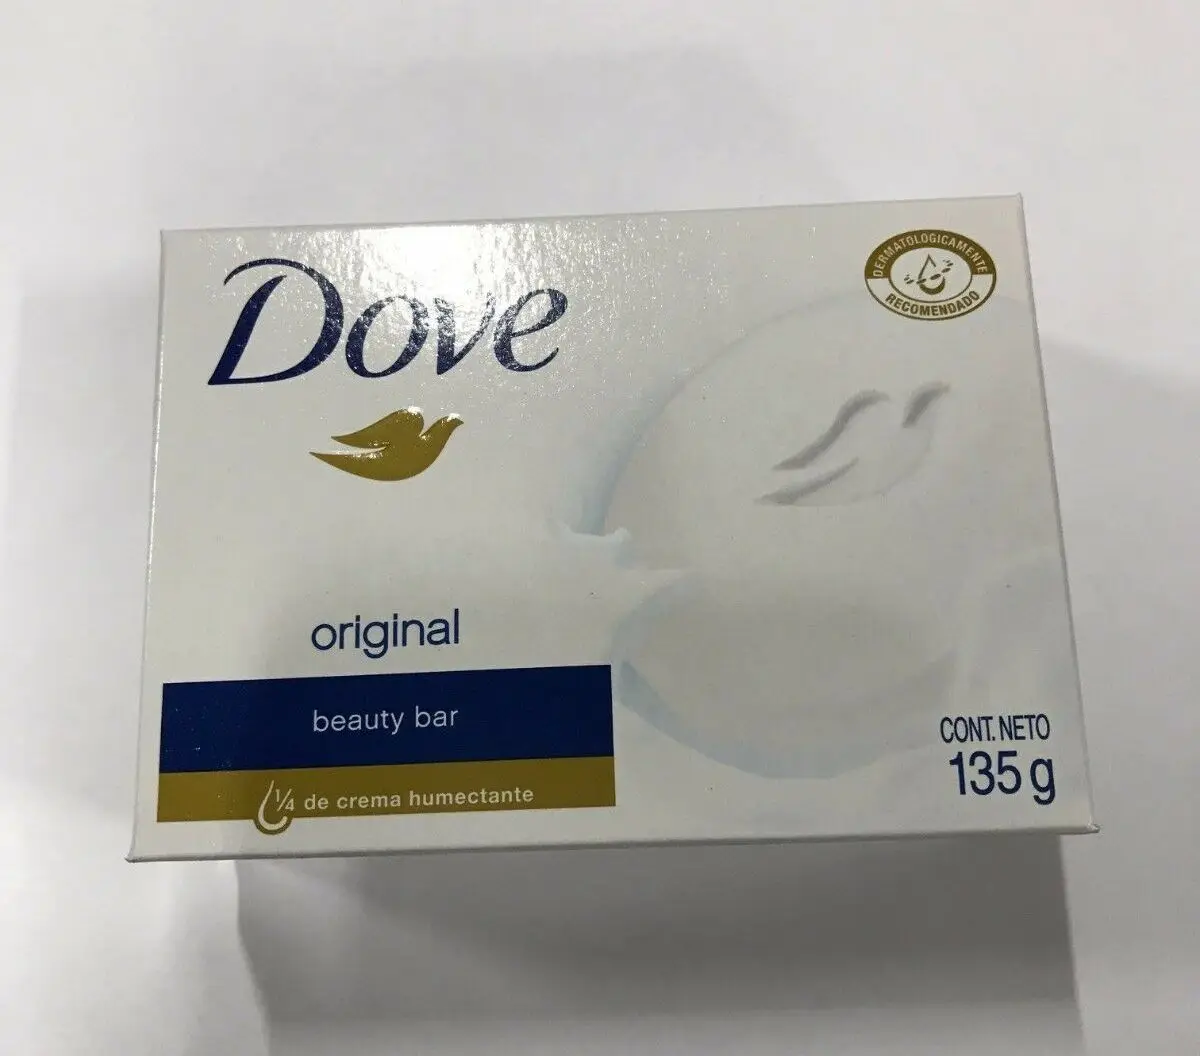 Dove
DERMATOLOGICAMENTE
RECOMENDADO
original
beauty bar
1/4 de crema humectante
CONT. NETO
135 g